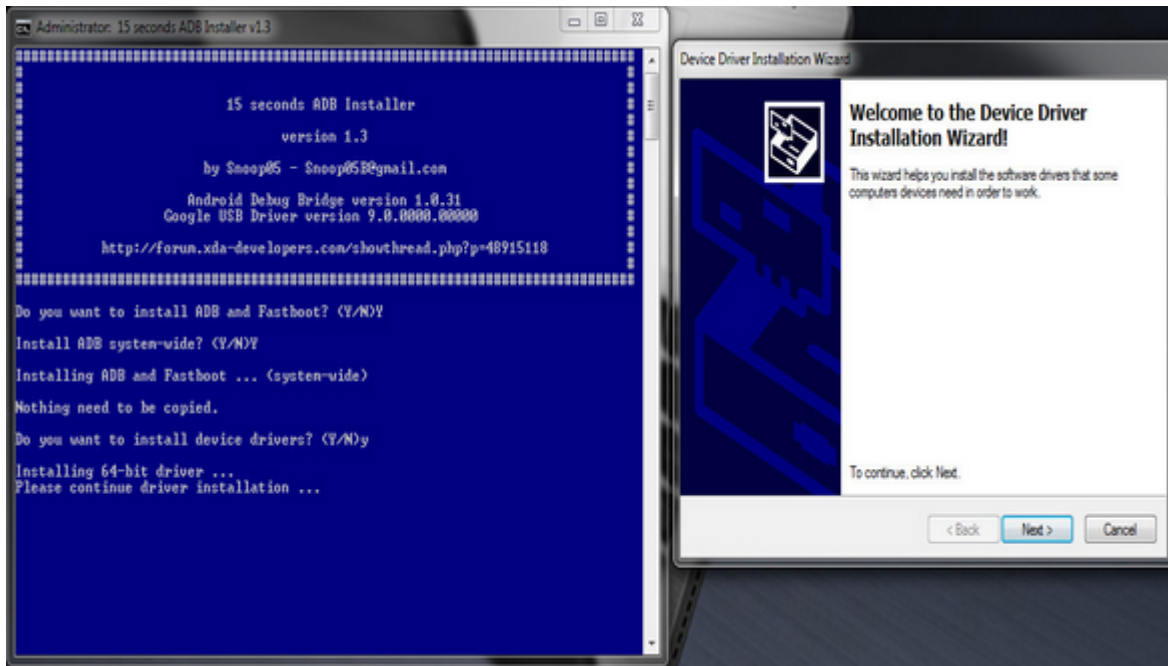 Administrator: 15 seconds ADB Installer v1.3
15 seconds ADB Installer
version 1.3
by Snoop05 - Snoop05B@gmail.com
Android Debug Bridge version 1.0.31
Google USB Driver version 9.0.0000.00000
http://forum.xda-developers.com/showthread.php?p=48915118
Do you want to install ADB and Fastboot? (Y/N)Y
Install ADB system-wide? (Y/N)Y
Installing ADB and Fastboot ... (system-wide)
Nothing need to be copied.
Do you want to install device drivers? (Y/N)y
Installing 64-bit driver ...
Please continue driver installation ...
Device Driver Installation Wizard
Welcome to the Device Driver
Installation Wizard!
This wizard helps you install the software drivers that some
computers devices need in order to work.
To continue, click Next.
< Back
Next >
Cancel